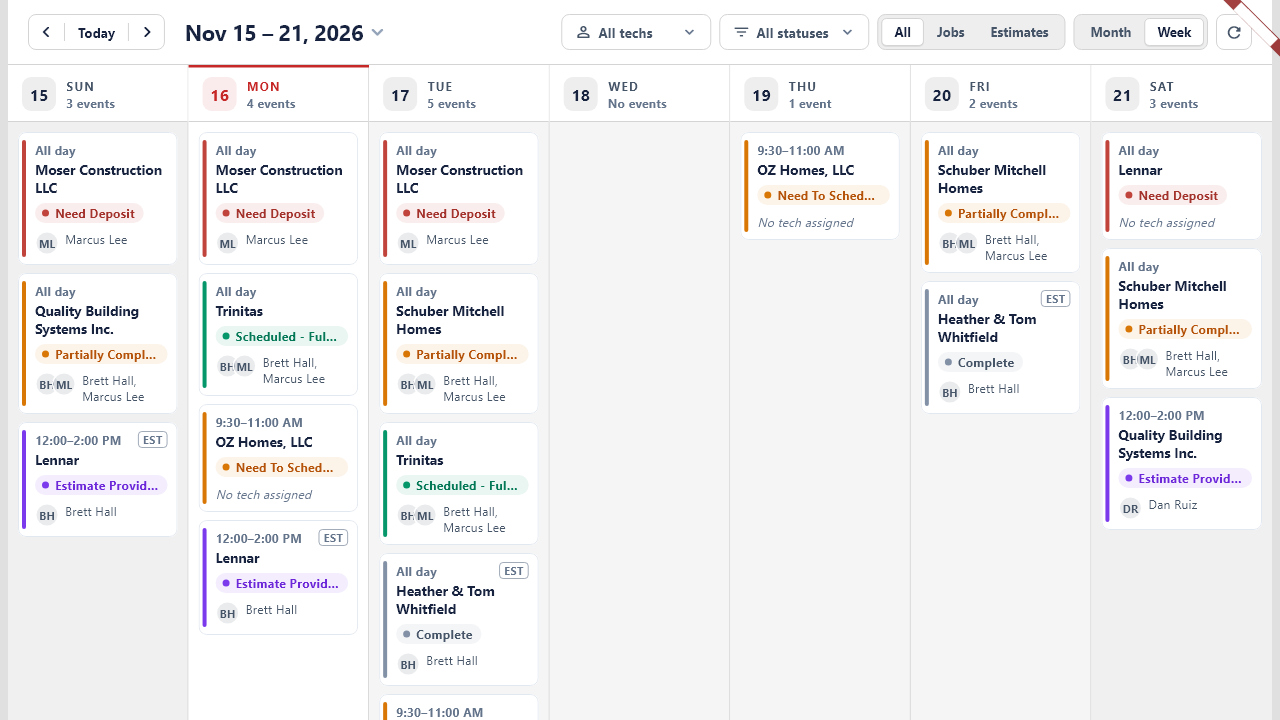 Today
Nov 15 – 21, 2026
All techs
All statuses
All
Jobs
Estimates
Month
Week
15
SUN
3 events
16
MON
4 events
17
TUE
5 events
18
WED
No events
19
THU
1 event
20
FRI
2 events
21
SAT
3 events
All day
Moser Construction
LLC
Need Deposit
ML
Marcus Lee
All day
Quality Building
Systems Inc.
Partially Compl...
BH ML
Brett Hall,
Marcus Lee
12:00–2:00 PM
EST
Lennar
Estimate Provid...
BH
Brett Hall
All day
Moser Construction
LLC
Need Deposit
ML
Marcus Lee
All day
Trinitas
Scheduled - Ful...
BH ML
Brett Hall,
Marcus Lee
9:30–11:00 AM
OZ Homes, LLC
Need To Sched...
No tech assigned
12:00–2:00 PM
EST
Lennar
Estimate Provid...
BH
Brett Hall
All day
Moser Construction
LLC
Need Deposit
ML
Marcus Lee
All day
Schuber Mitchell
Homes
Partially Compl...
BH ML
Brett Hall,
Marcus Lee
All day
Trinitas
Scheduled - Ful...
BH ML
Brett Hall,
Marcus Lee
All day
EST
Heather & Tom
Whitfield
Complete
BH
Brett Hall
9:30–11:00 AM
9:30–11:00 AM
OZ Homes, LLC
Need To Sched...
No tech assigned
All day
Schuber Mitchell
Homes
Partially Compl...
BH ML
Brett Hall,
Marcus Lee
All day
EST
Heather & Tom
Whitfield
Complete
BH
Brett Hall
All day
Lennar
Need Deposit
No tech assigned
All day
Schuber Mitchell
Homes
Partially Compl...
BH ML
Brett Hall,
Marcus Lee
12:00–2:00 PM
Quality Building
Systems Inc.
Estimate Provid...
DR
Dan Ruiz